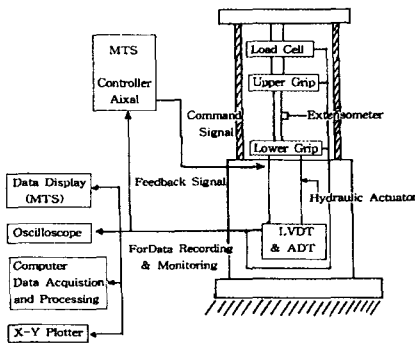 MTS
Controller
Aixal
Load Cell
Upper Grip
Command
Signal
Extensometer
Lower Grip
Feedback Signal
Hydraulic Actuator
Data Display
(MTS)
Oscilloscope
LVDT
& ADT
ForData Recording
& Monitoring
Computer
Data Acquistion
and Processing
X-Y Plotter